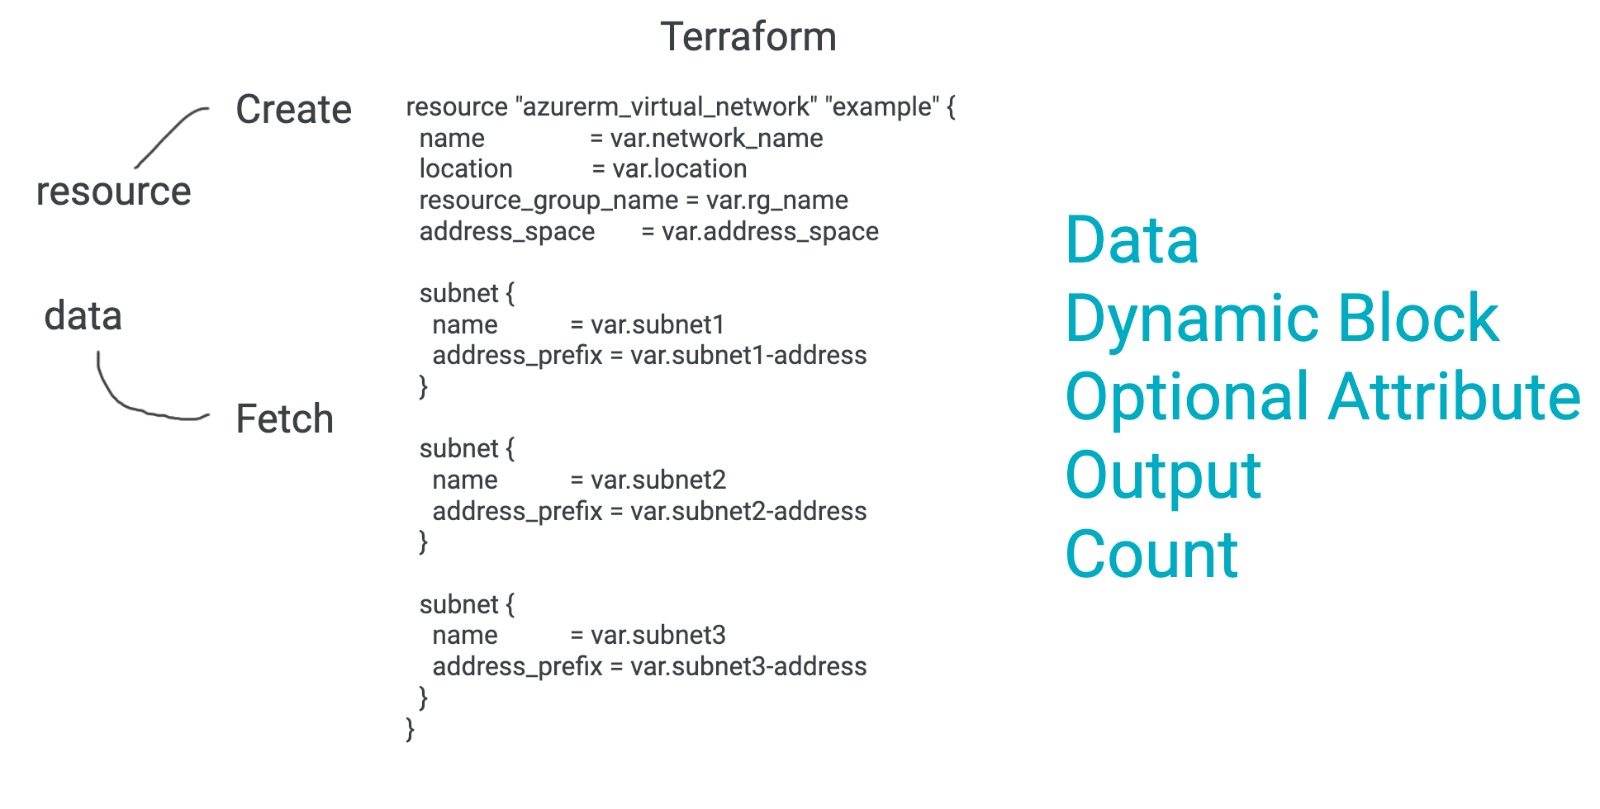 Terraform
Create
resource
data
Fetch
resource "azurerm_virtual_network" "example" {
name = var.network_name
location = var.location
resource_group_name = var.rg_name
address_space = var.address_space
subnet {
name = var.subnet1
address_prefix = var.subnet1-address
}
subnet {
name = var.subnet2
address_prefix = var.subnet2-address
}
subnet {
name = var.subnet3
address_prefix = var.subnet3-address
}
}
Data
Dynamic Block
Optional Attribute
Output
Count